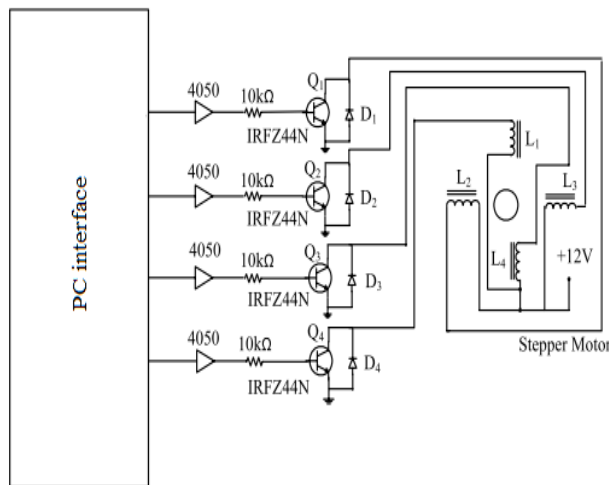 PC interface
4050
10kΩ
Q1
IRFZ44N
D1
4050
10kΩ
Q2
IRFZ44N
D2
4050
10kΩ
Q3
IRFZ44N
D3
4050
10kΩ
Q4
IRFZ44N
D4
L1
L2
L3
L4
+12V
Stepper Motor